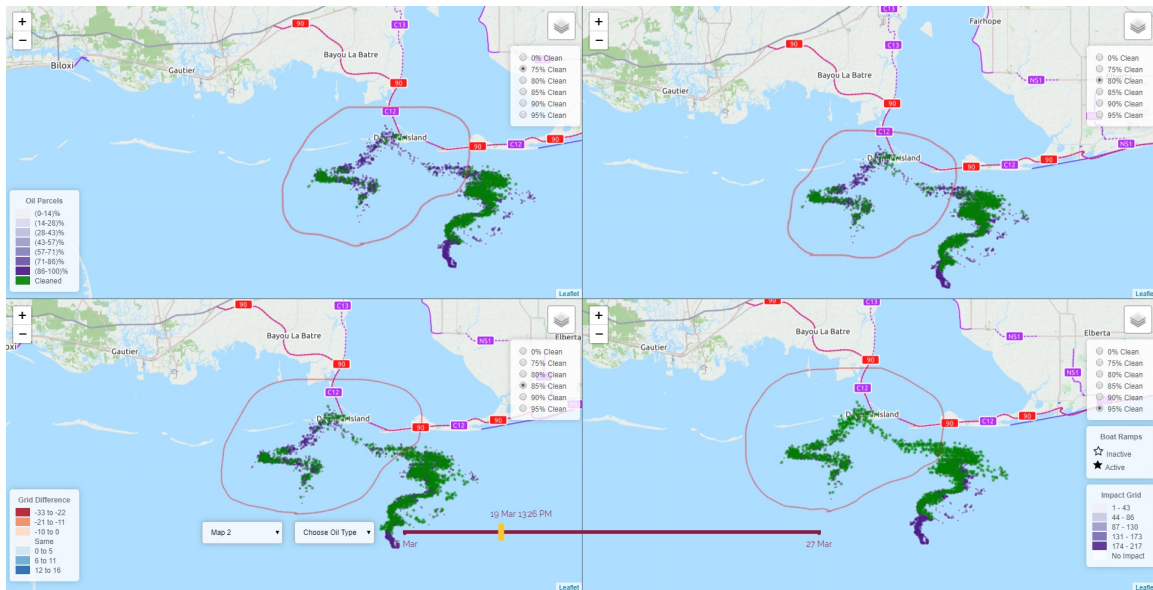 +
−
90
C13
Bayou La Batre
Biloxi
Gautier
90
C12
Island
90
C12
90
0% Clean
75% Clean
80% Clean
85% Clean
90% Clean
95% Clean
Oil Parcels
(0-14)%
(14-28)%
(28-43)%
(43-57)%
(57-71)%
(71-86)%
(86-100)%
Cleaned
Leaflet
+
−
Fairhope
C13
90
Bayou La Batre
Gautier
NS1
90
C12
Island
90
C12
90
NS1
0% Clean
75% Clean
80% Clean
85% Clean
90% Clean
95% Clean
Leaflet
+
−
90
C13
Elberta
Bayou La Batre
NS1
Gautier
90
C12
Island
90
C12
90
0% Clean
75% Clean
80% Clean
85% Clean
90% Clean
95% Clean
Grid Difference
-33 to -22
-21 to -11
-10 to 0
Same
0 to 5
6 to 11
12 to 16
Map 2
Choose Oil Type
19 Mar 13:26 PM
Mar
27 Mar
Leaflet
+
−
90
C13
Elberta
Bayou La Batre
NS1
Gautier
90
NS1
C12
Island
90
C12
90
0% Clean
75% Clean
80% Clean
85% Clean
90% Clean
95% Clean
Boat Ramps
Inactive
Active
Impact Grid
1 - 43
44 - 86
87 - 130
131 - 173
174 - 217
No Impact
Leaflet